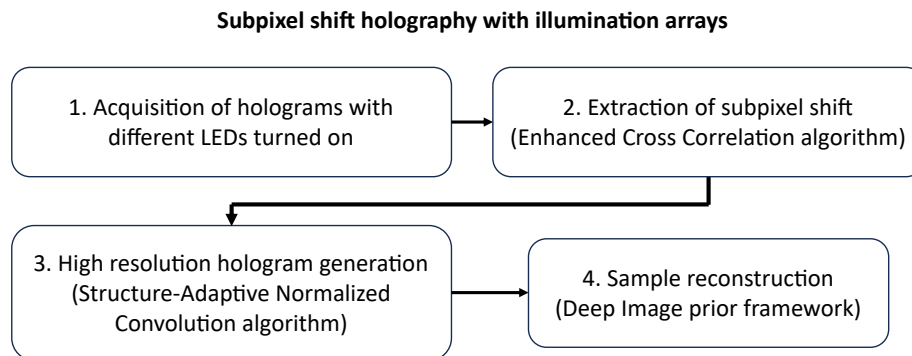 Subpixel shift holography with illumination arrays
1. Acquisition of holograms with
different LEDs turned on
2. Extraction of subpixel shift
(Enhanced Cross Correlation algorithm)
3. High resolution hologram generation
(Structure-Adaptive Normalized
Convolution algorithm)
4. Sample reconstruction
(Deep Image prior framework)